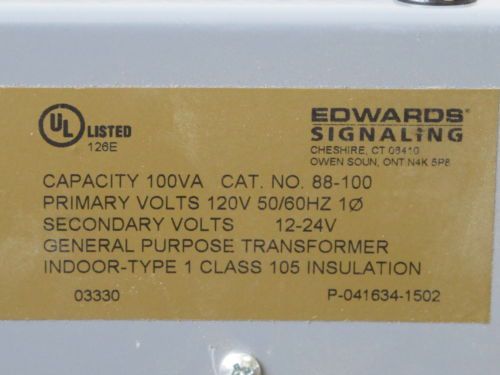 UL LISTED
126E
EDWARDS®
SIGNALING
CHESHIRE, CT 06410
OWEN SOUN, ONT N4K 5P8
CAPACITY 100VA CAT. NO. 88-100
PRIMARY VOLTS 120V 50/60HZ 1Ø
SECONDARY VOLTS 12-24V
GENERAL PURPOSE TRANSFORMER
INDOOR-TYPE 1 CLASS 105 INSULATION
03330 P-041634-1502